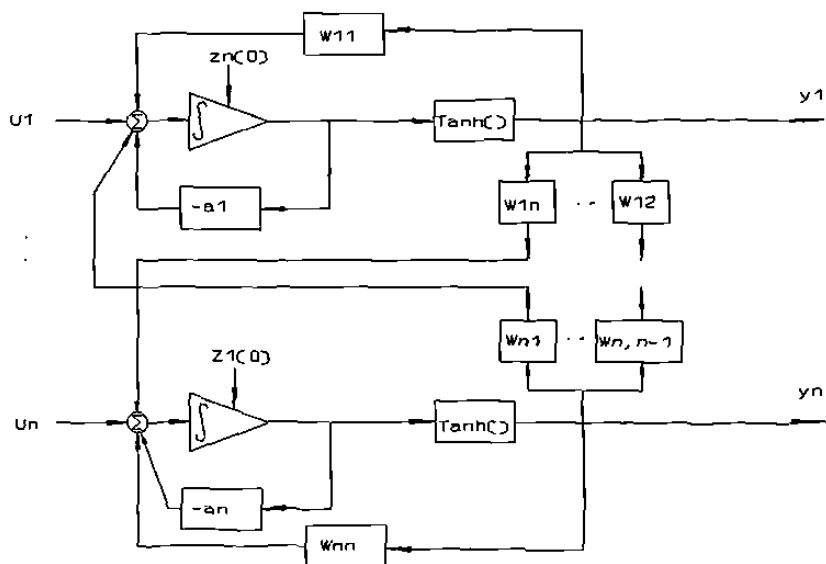 W11
zn(0)
y1
U1
Σ
∫
Tanh()
-a1
W1n
..
W12
:
Wn1
..
Wn,n-1
Z1(0)
yn
Un
Σ
∫
Tanh()
-an
Wnn